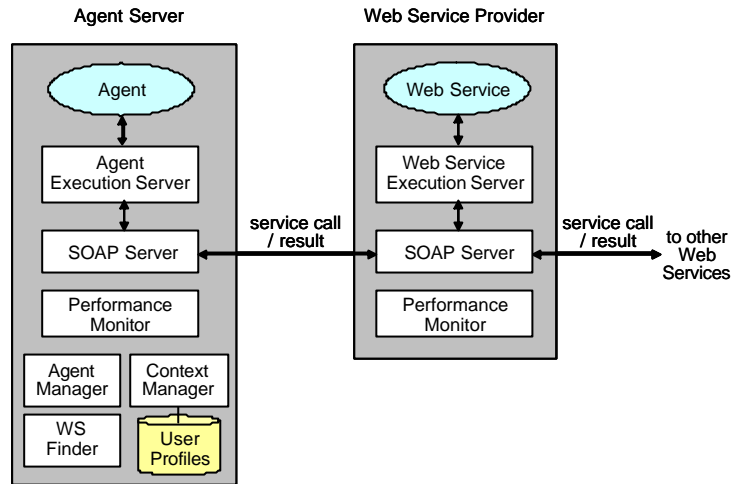 Agent Server
Agent
Agent
Execution Server
SOAP Server
Performance
Monitor
Agent
Manager
Context
Manager
WS
Finder
User
Profiles
service call
/ result
Web Service Provider
Web Service
Web Service
Execution Server
SOAP Server
Performance
Monitor
service call
/ result
to other
Web
Services